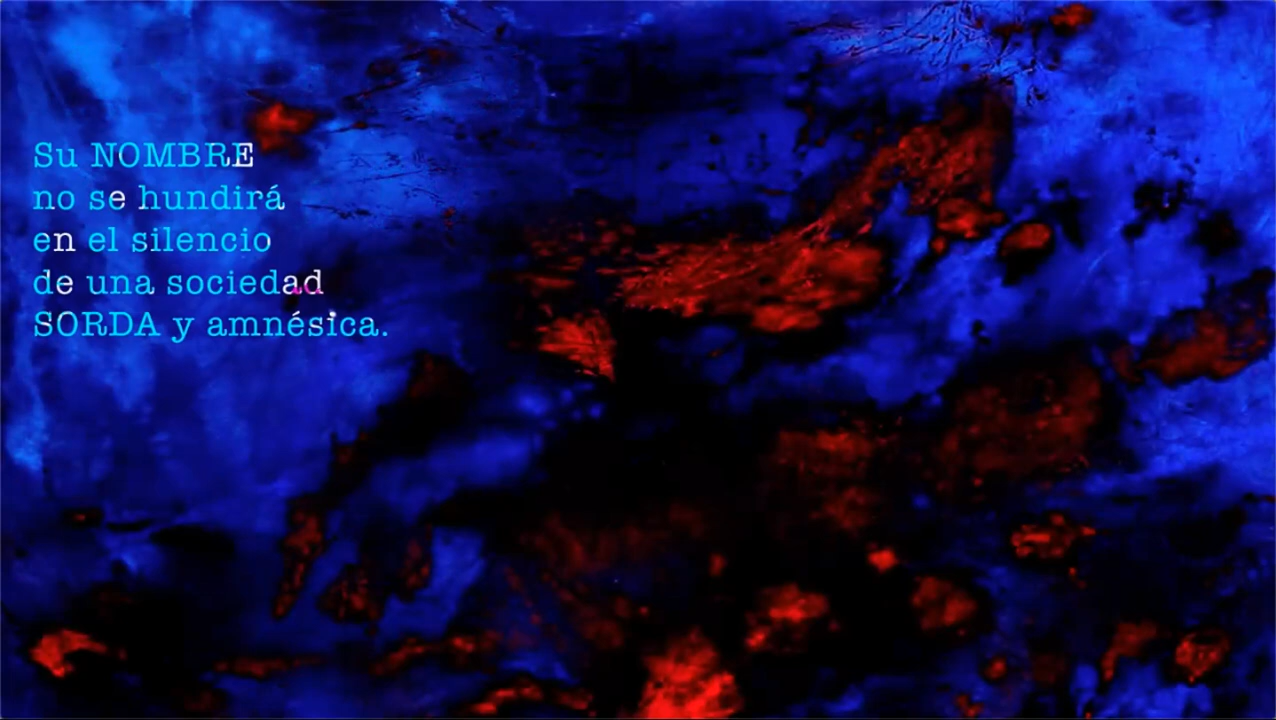 Su NOMBRE
no se hundirá
en el silencio
de una sociedad
SORDA y amnésica.